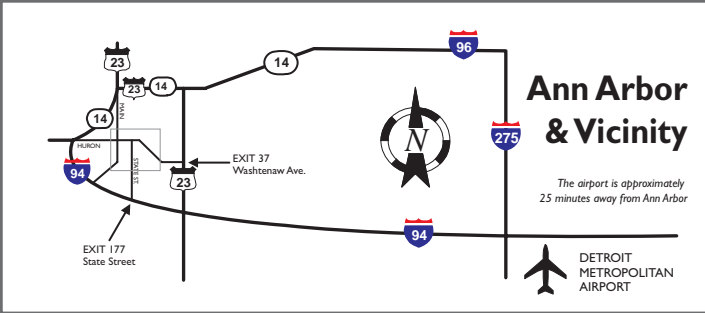 96
14
23
23
14
Ann Arbor
& Vicinity
14
MAIN
275
N
HURON
STATE ST.
EXIT 37
Washtenaw Ave.
94
23
The airport is approximately
25 minutes away from Ann Arbor
94
EXIT 177
State Street
DETROIT
METROPOLITAN
AIRPORT